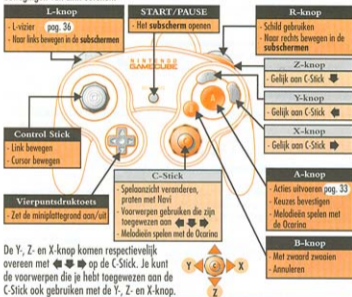 L-knop
- L-vizier pag. 36
- Naar links bewegen in de subschermen
START/PAUSE
- Het subscherm openen
R-knop
- Schild gebruiken
- Naar rechts bewegen in de
subschermen
Z-knop
- Gelijk aan C-Stick
Y-knop
- Gelijk aan C-Stick
X-knop
- Gelijk aan C-Stick
NINTENDO
GAMECUBE
Control Stick
- Link bewegen
- Cursor bewegen
Vierpuntsdruktoets
- Zet de miniplattegrond aan/uit
C-Stick
- Spelaanzicht veranderen,
praten met Navi
- Voorwerpen gebruiken die zijn
toegewezen aan
- Melodieën spelen met
de Ocarina
A-knop
- Acties uitvoeren pag. 33
- Keuzes bevestigen
- Melodieën spelen met
de Ocarina
B-knop
- Met zwaard zwaaien
- Annuleren
De Y-, Z- en X-knop komen respectievelijk
overeen met op de C-Stick. Je kunt
de voorwerpen die je hebt toegewezen aan de
C-Stick ook gebruiken met de Y-, Z- en X-knop.
Y X
Z